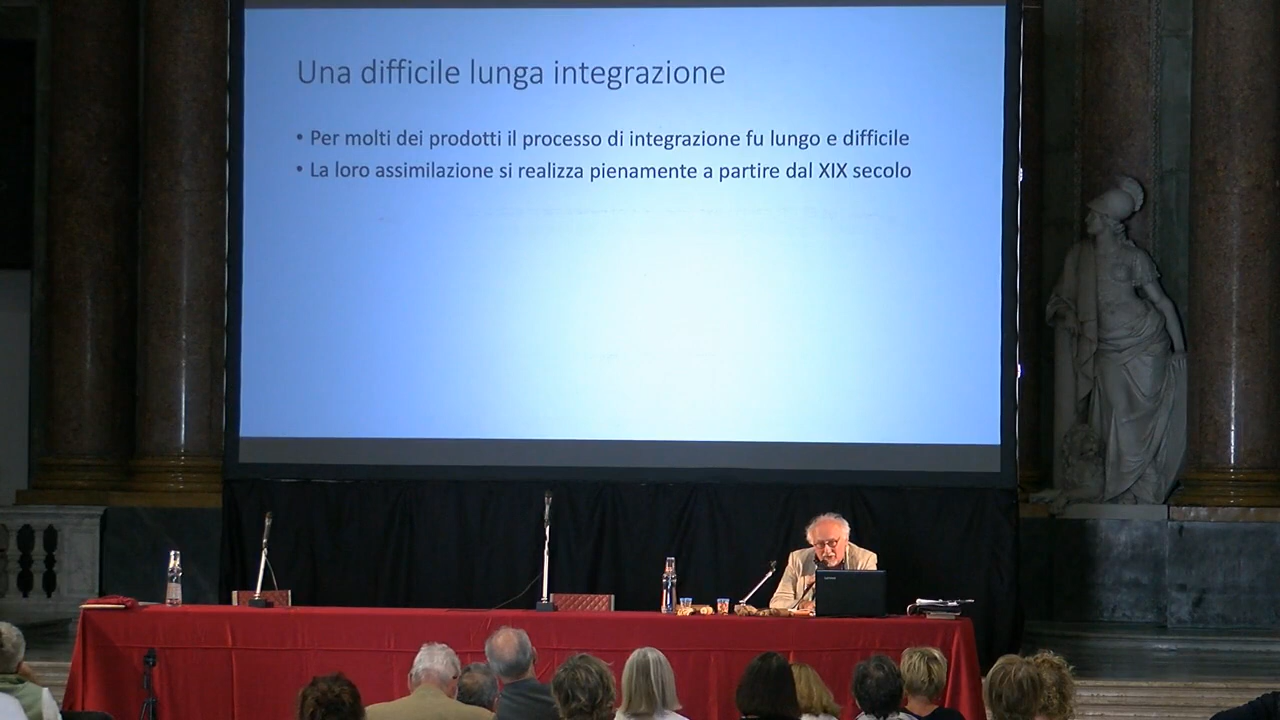 Una difficile lunga integrazione
• Per molti dei prodotti il processo di integrazione fu lungo e difficile
• La loro assimilazione si realizza pienamente a partire dal XIX secolo